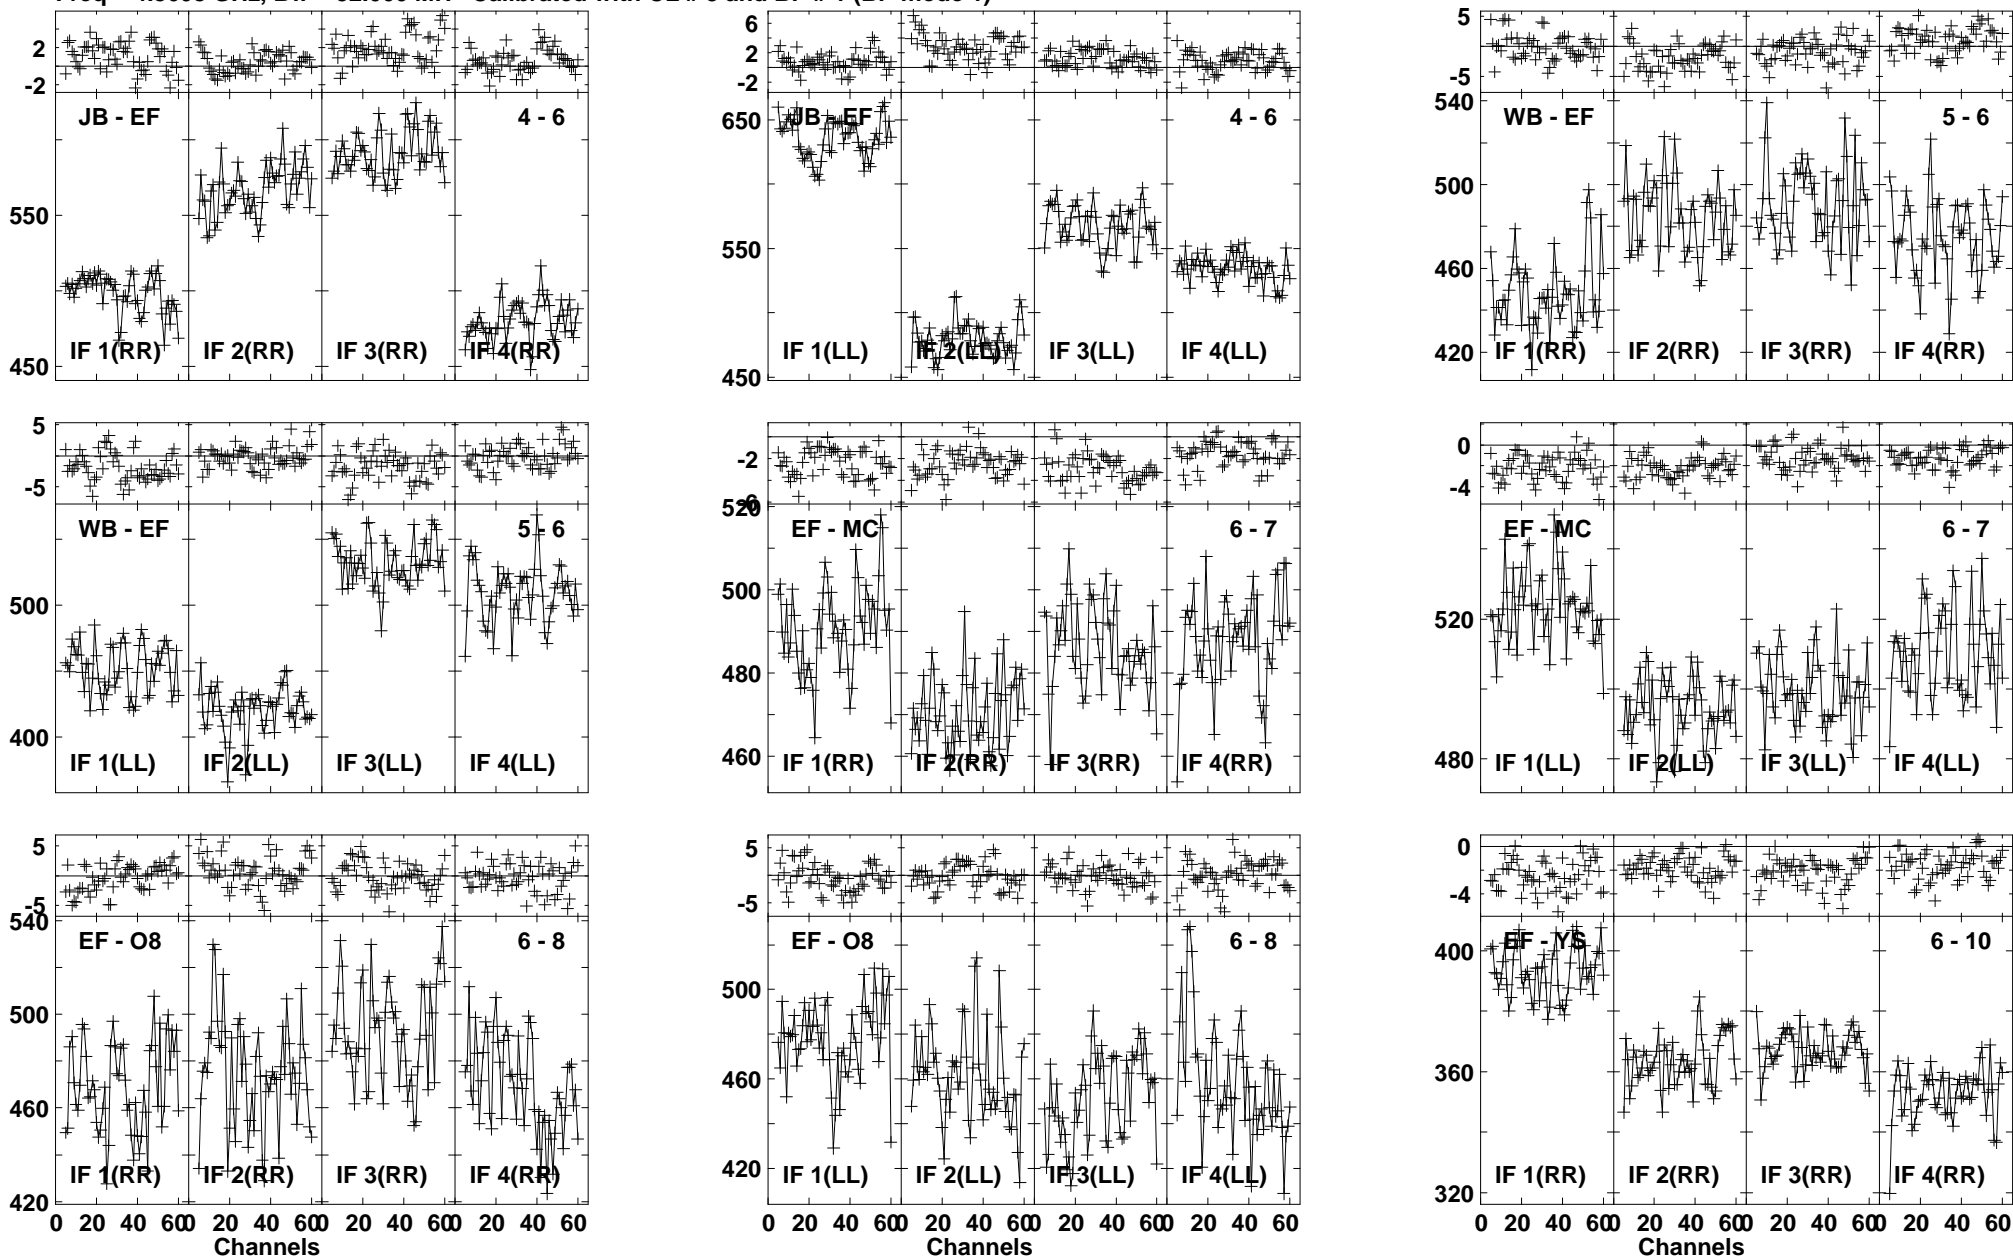 2 2 6 2 5
-2 -2 -5
JB - EF 4 - 6 JB - EF 4 - 6 WB - EF 5 - 6
550 450 650 550 450 540 500 460 420
IF 1(RR) IF 2(RR) IF 3(RR) IF 4(RR) IF 1(LL) IF 2(LL) IF 3(LL) IF 4(LL) IF 1(RR) IF 2(RR) IF 3(RR) IF 4(RR)
5 -5 -2 0 -4
WB - EF 5 - 6 EF - MC 6 - 7 EF - MC 6 - 7
500 400 520 500 480 460 520 480
IF 1(LL) IF 2(LL) IF 3(LL) IF 4(LL) IF 1(RR) IF 2(RR) IF 3(RR) IF 4(RR) IF 1(LL) IF 2(LL) IF 3(LL) IF 4(LL)
5 -5 5 -5 0 -4
EF - O8 6 - 8 EF - O8 6 - 8 EF - YS 6 - 10
540 500 460 420 500 460 420 400 360 320
IF 1(RR) IF 2(RR) IF 3(RR) IF 4(RR) IF 1(LL) IF 2(LL) IF 3(LL) IF 4(LL) IF 1(RR) IF 2(RR) IF 3(RR) IF 4(RR)
0 20 40 60 0 20 40 60 0 20 40 60 0 20 40 60 0 20 40 60 0 20 40 60 0 20 40 60 0 20 40 60 0 20 40 60 0 20 40 60 0 20 40 60 0 20 40 60
Channels Channels Channels